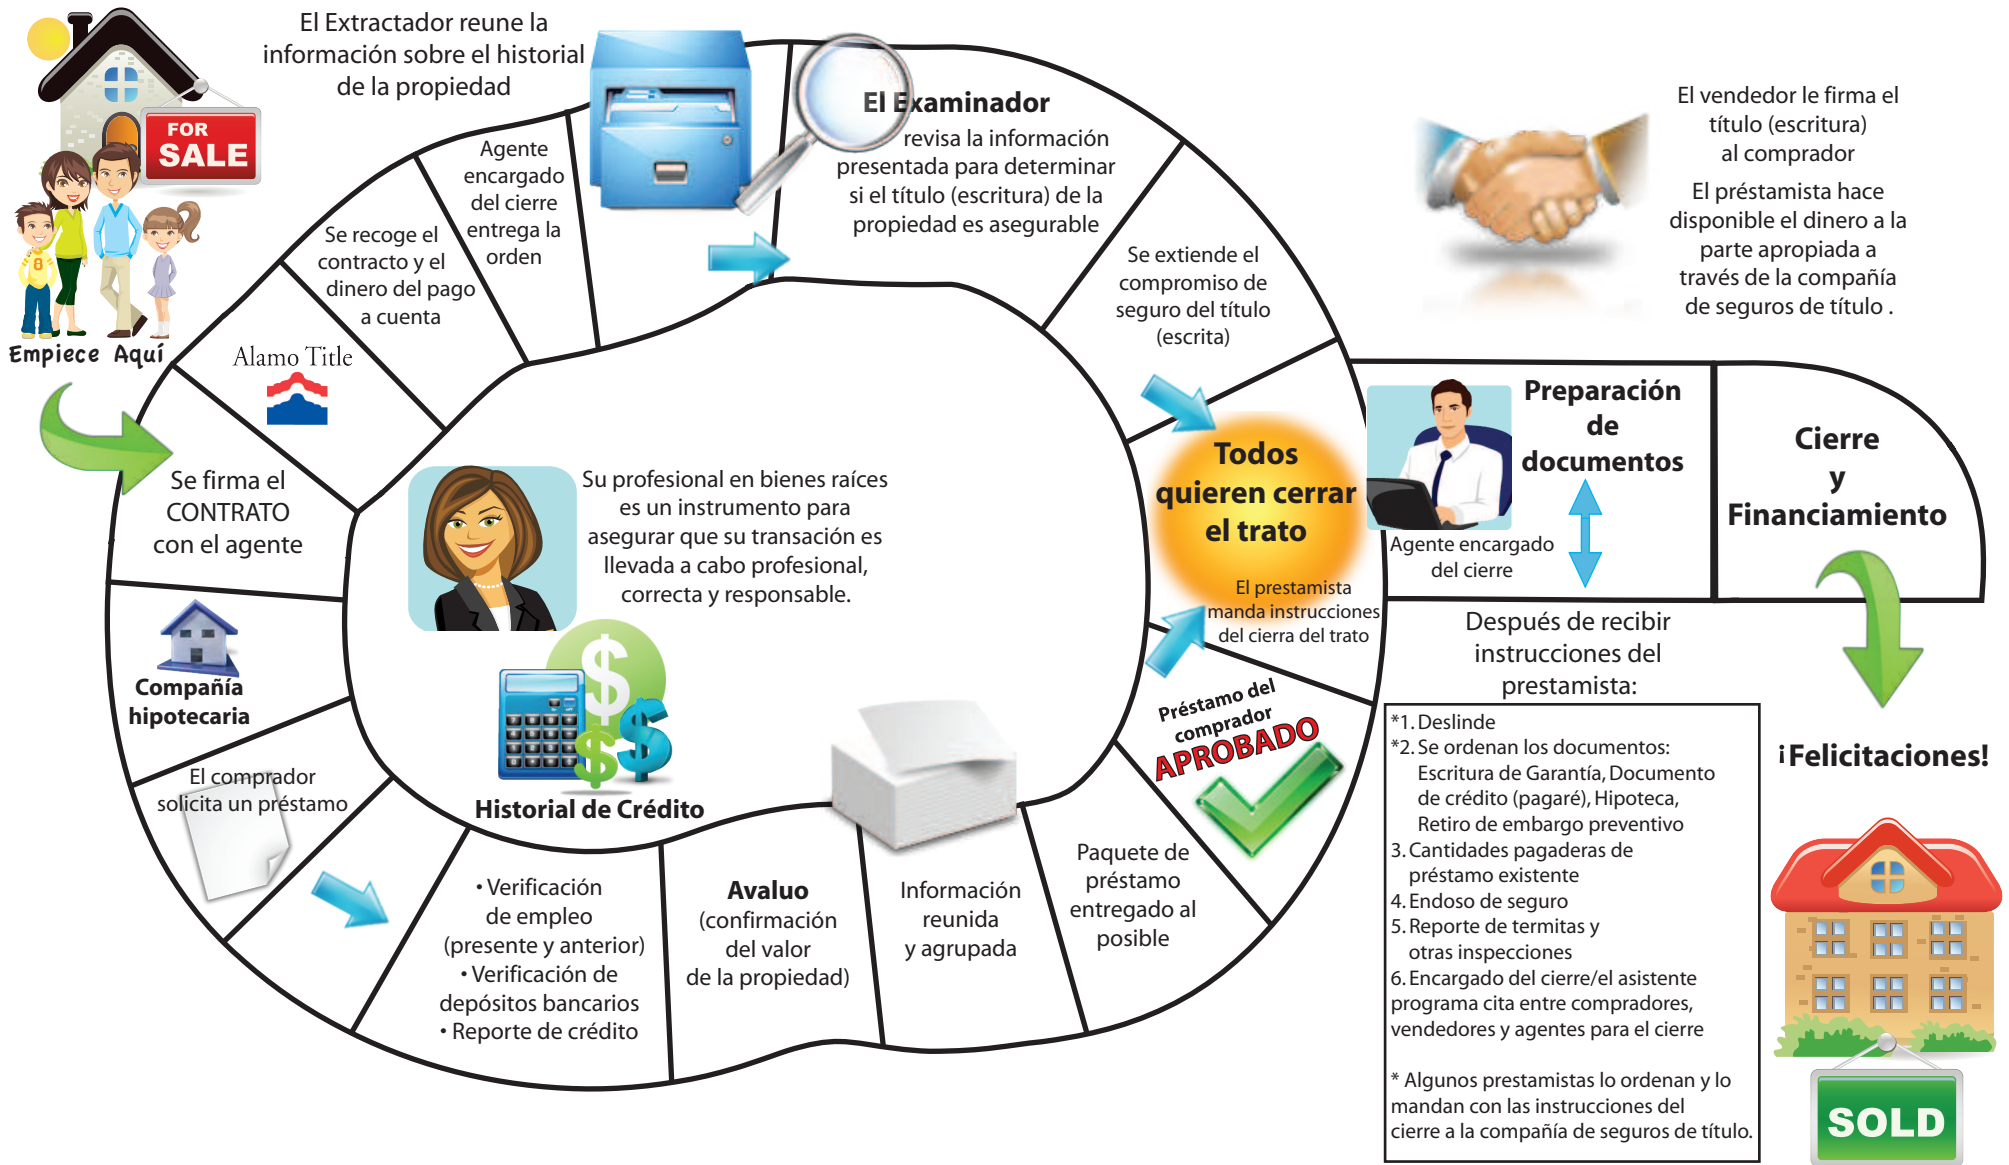 El Extractador reune la
información sobre el historial
de la propiedad
FOR
SALE
Empiece Aquí
Se firma el
CONTRATO
con el agente
Alamo Title
Se recoge el
contracto y el
dinero del pago
a cuenta
Agente
encargado
del cierre
entrega la
orden
El Examinador
revisa la información
presentada para determinar
si el título (escritura) de la
propiedad es asegurable
Se extiende el
compromiso de
seguro del título
(escrita)
Todos
quieren cerrar
el trato
El prestamista
manda instrucciones
del cierra del trato
Compañía
hipotecaria
El comprador
solicita un préstamo
• Verificación
de empleo
(presente y anterior)
• Verificación de
depósitos bancarios
• Reporte de crédito
Avaluo
(confirmación
del valor
de la propiedad)
Información
reunida
y agrupada
Paquete de
préstamo
entregado al
posible
Préstamo del
comprador
APROBADO
Su profesional en bienes raíces
es un instrumento para
asegurar que su transación es
llevada a cabo profesional,
correcta y responsable.
Historial de Crédito
El vendedor le firma el
título (escritura)
al comprador
El préstamista hace
disponible el dinero a la
parte apropiada a
través de la compañía
de seguros de título .
Preparación
de
documentos
Agente encargado
del cierre
Cierre
y
Financiamiento
Después de recibir
instrucciones del
prestamista:
*1. Deslinde
*2. Se ordenan los documentos:
Escritura de Garantía, Documento
de crédito (pagaré), Hipoteca,
Retiro de embargo preventivo
3. Cantidades pagaderas de
préstamo existente
4. Endoso de seguro
5. Reporte de termitas y
otras inspecciones
6. Encargado del cierre/el asistente
programa cita entre compradores,
vendedores y agentes para el cierre
* Algunos prestamistas lo ordenan y lo
mandan con las instrucciones del
cierre a la compañía de seguros de título.
¡Felicitaciones!
SOLD